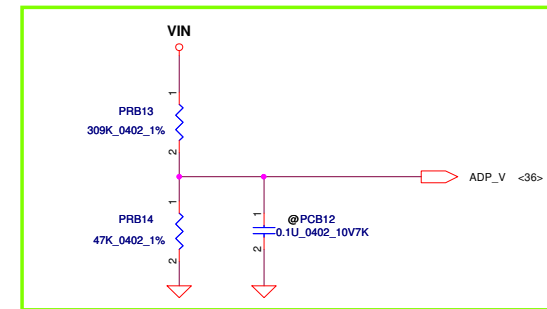 VIN
1
PRB13
309K_0402_1%
2
ADP_V <36>
1
PRB14
47K_0402_1%
2
1
@PCB12
0.1U_0402_10V7K
2